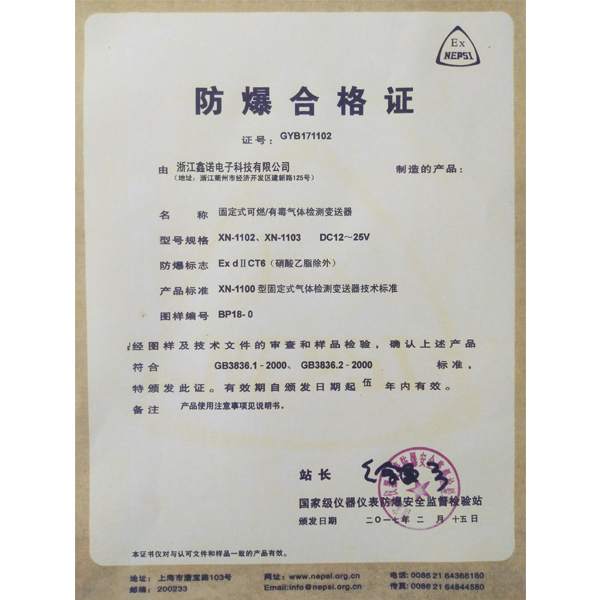 Ex
NEPSI
防爆合格证
证号: GYB171102
由 浙江鑫诺电子科技有限公司 制造的产品:
(地址: 浙江衢州市经济开发区建新路125号)
名 称 固定式可燃/有毒气体检测变送器
型号规格 XN-1102、XN-1103 DC12~25V
防爆标志 Ex dⅡCT6 (硝酸乙脂除外)
产品标准 XN-1100 型固定式气体检测变送器技术标准
图样编号 BP18-0
经图样及技术文件的审查和样品检验, 确认上述产品
符合 GB3836.1-2000、GB3836.2-2000 标准,
特颁发此证。有效期自颁发日期起 伍 年内有效。
备注 产品使用注意事项见说明书。
站长
国家级仪器仪表防爆安全监督检验站
颁发日期 二〇一七年 二 月 十五日
本证书仅对与认可文件和样品一致的产品有效。
地址: 上海市漕宝路103号 网址: www.nepsi.org.cn 电话: 0086 21 64368180
邮编: 200233 Email:info@nepsi.org.cn 传真: 0086 21 64844580